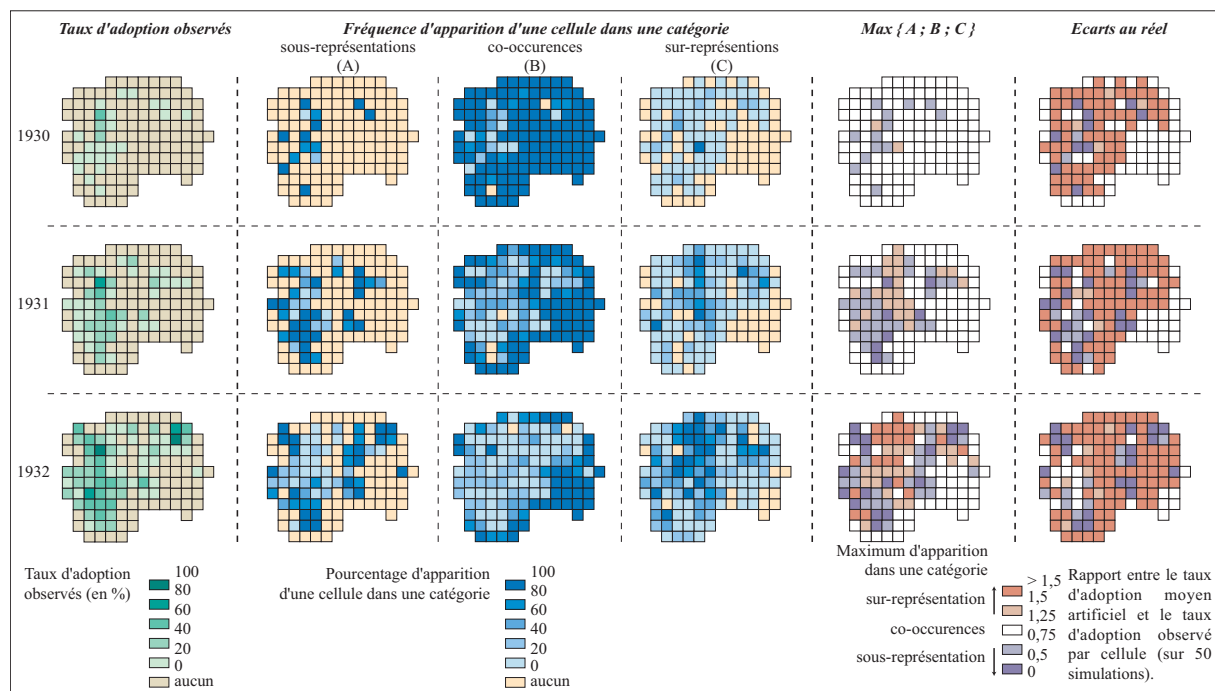 Taux d'adoption observés
Fréquence d'apparition d'une cellule dans une catégorie
Max { A ; B ; C }
Ecarts au réel
sous-représentations
(A)
co-occurences
(B)
sur-représentions
(C)
1930
1931
1932
Taux d'adoption
observés (en %)
100
80
60
40
20
0
aucun
Pourcentage d'apparition
d'une cellule dans une catégorie
100
80
60
40
20
0
aucun
Maximum d'apparition
dans une catégorie
sur-représentation
co-occurences
sous-représentation
> 1,5
1,5
1,25
0,75
0,5
0
Rapport entre le taux
d'adoption moyen
artificiel et le taux
d'adoption observé
par cellule (sur 50
simulations).